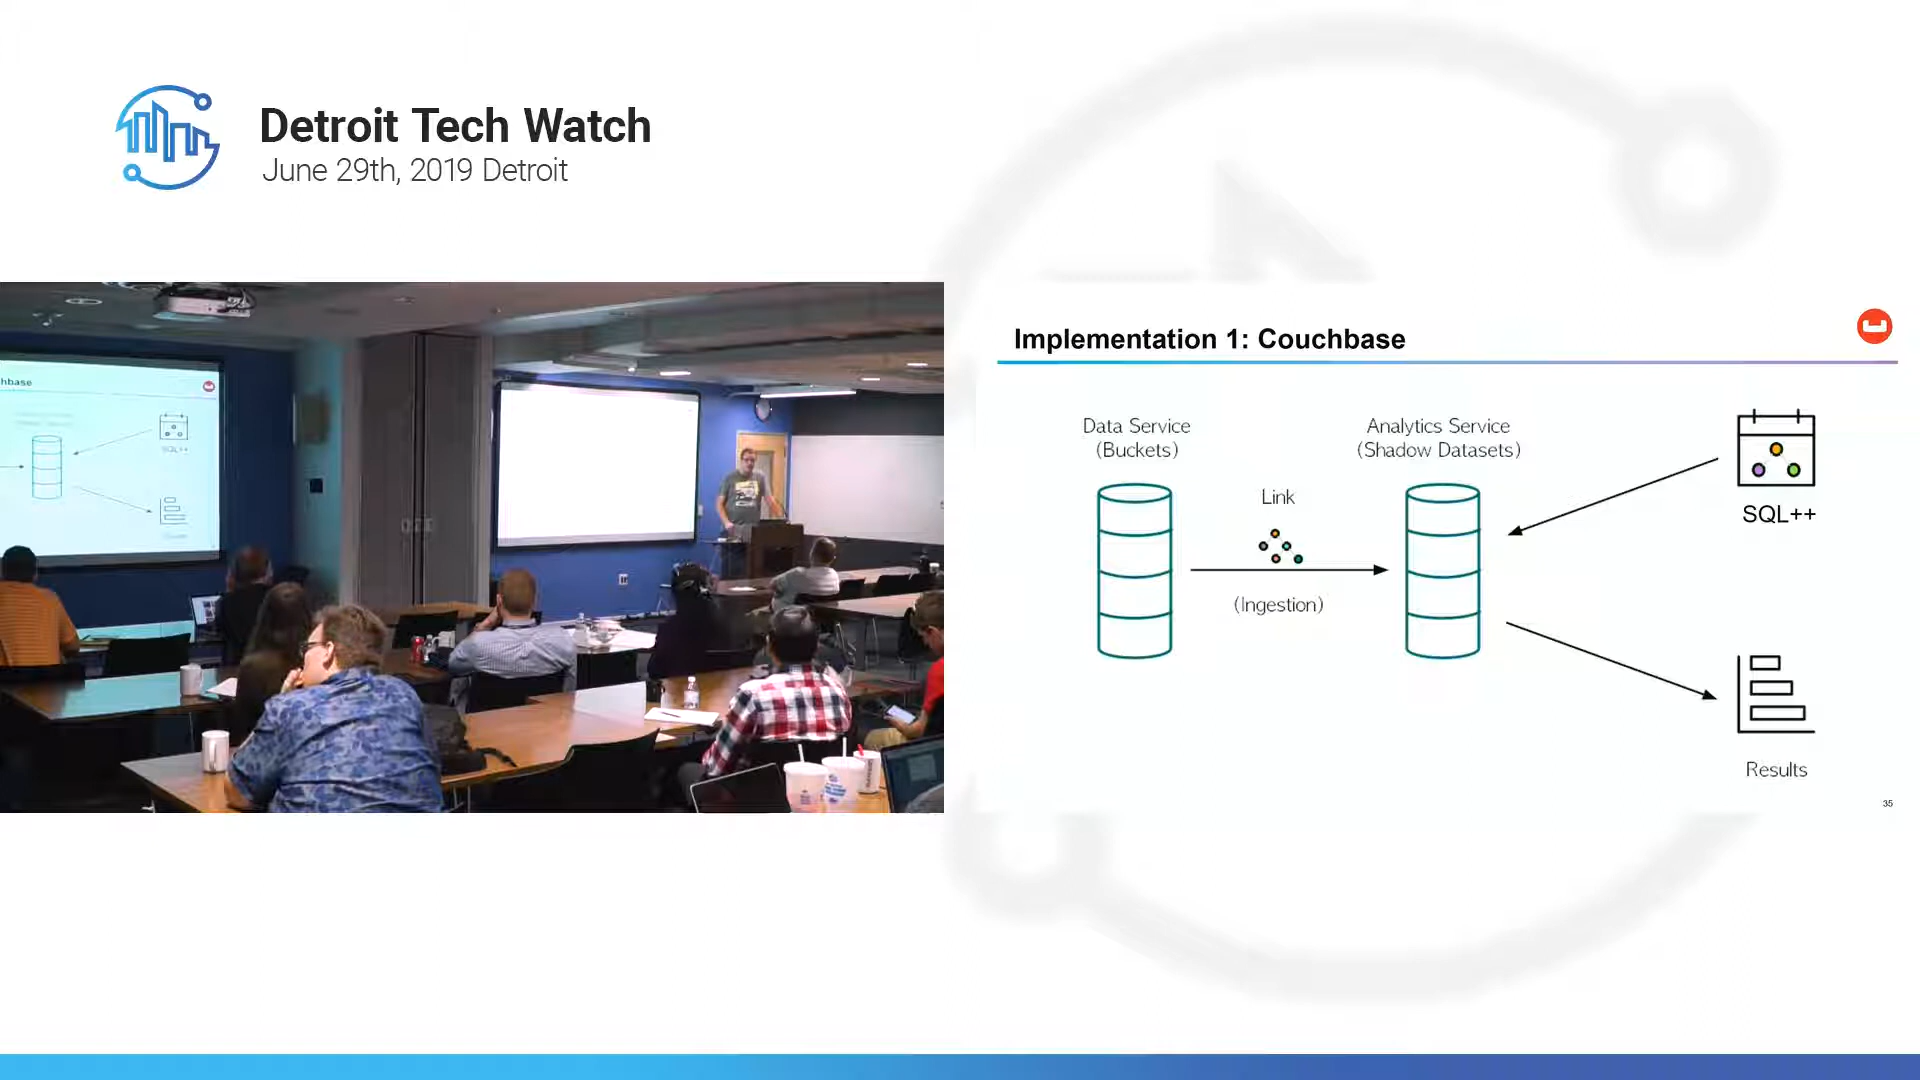 Detroit Tech Watch
June 29th, 2019 Detroit
hbase
SQL++
Implementation 1: Couchbase
Data Service
(Buckets)
Analytics Service
(Shadow Datasets)
Link
(Ingestion)
SQL++
Results
35